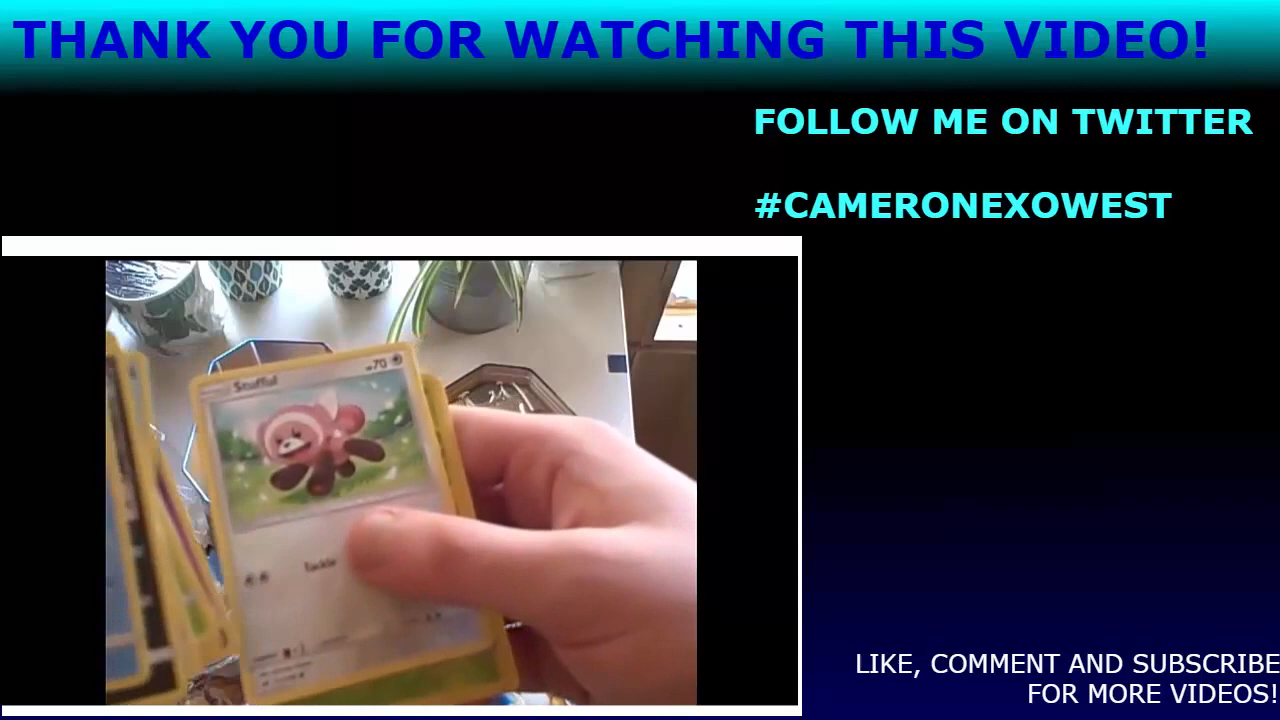 THANK YOU FOR WATCHING THIS VIDEO!
FOLLOW ME ON TWITTER
#CAMERONEXOWEST
Stufful
HP70
Tackle
LIKE, COMMENT AND SUBSCRIBE
FOR MORE VIDEOS!